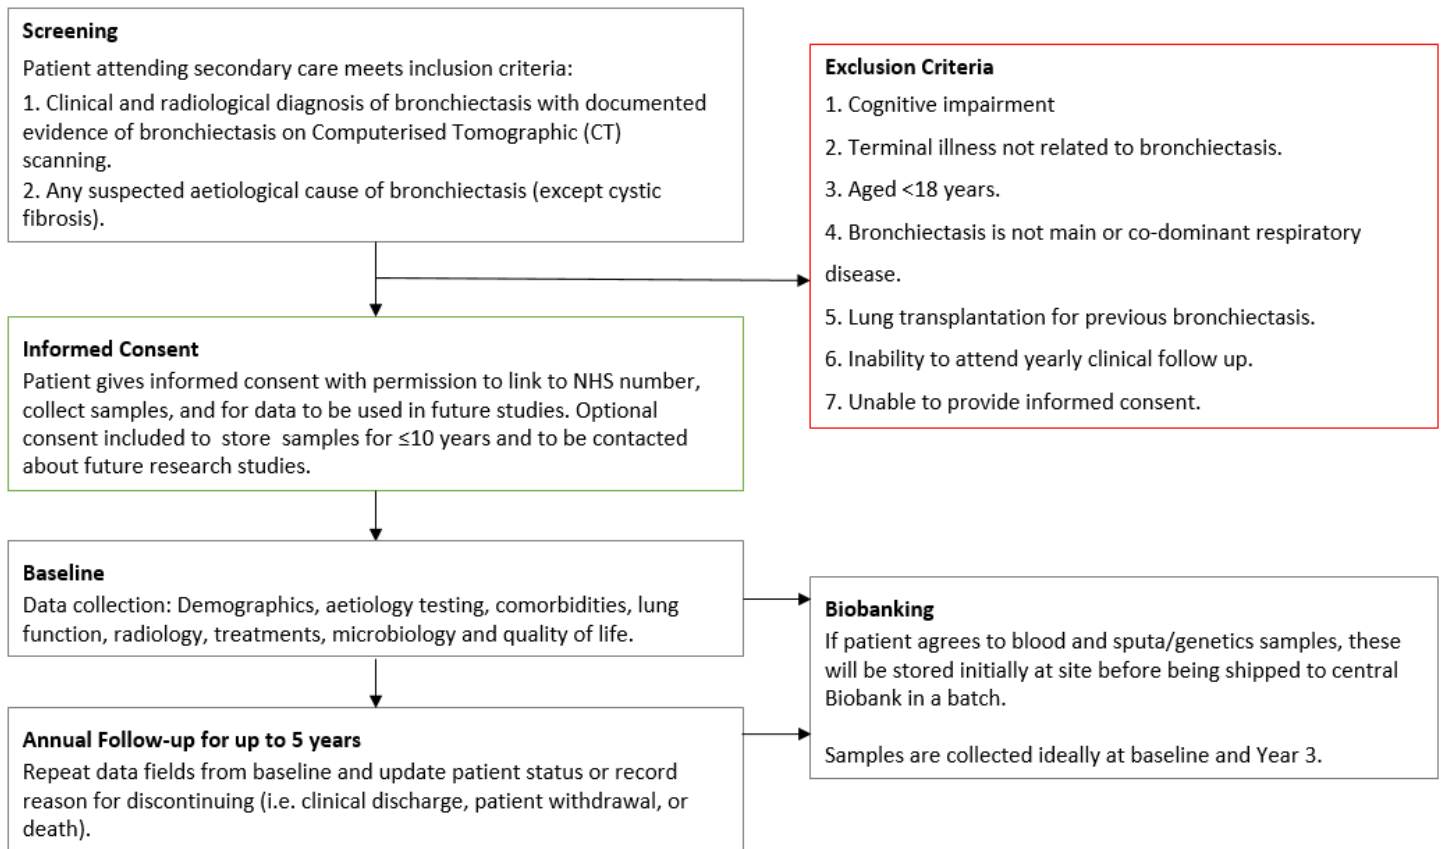 Screening
Patient attending secondary care meets inclusion criteria:
1. Clinical and radiological diagnosis of bronchiectasis with documented
evidence of bronchiectasis on Computerised Tomographic (CT)
scanning.
2. Any suspected aetiological cause of bronchiectasis (except cystic
fibrosis).
Exclusion Criteria
1. Cognitive impairment
2. Terminal illness not related to bronchiectasis.
3. Aged <18 years.
4. Bronchiectasis is not main or co-dominant respiratory
disease.
5. Lung transplantation for previous bronchiectasis.
6. Inability to attend yearly clinical follow up.
7. Unable to provide informed consent.
Informed Consent
Patient gives informed consent with permission to link to NHS number,
collect samples, and for data to be used in future studies. Optional
consent included to store samples for ≤10 years and to be contacted
about future research studies.
Baseline
Data collection: Demographics, aetiology testing, comorbidities, lung
function, radiology, treatments, microbiology and quality of life.
Biobanking
If patient agrees to blood and sputa/genetics samples, these
will be stored initially at site before being shipped to central
Biobank in a batch.
Samples are collected ideally at baseline and Year 3.
Annual Follow-up for up to 5 years
Repeat data fields from baseline and update patient status or record
reason for discontinuing (i.e. clinical discharge, patient withdrawal, or
death).